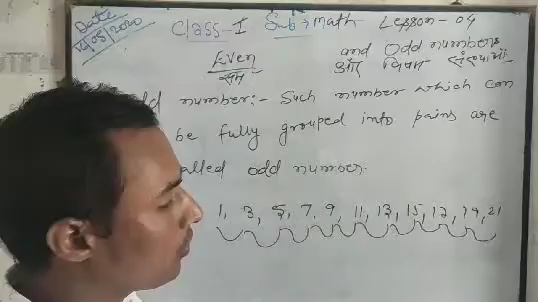 Date
14/05/2020
Class-I Sub→math Lesson-04
Even and Odd numbers
सम और विषम संख्याओं
number:- Such number which can
be fully grouped into pairs are
alled odd number.
1, 3, 5, 7, 9, 11, 13, 15, 17, 19, 21